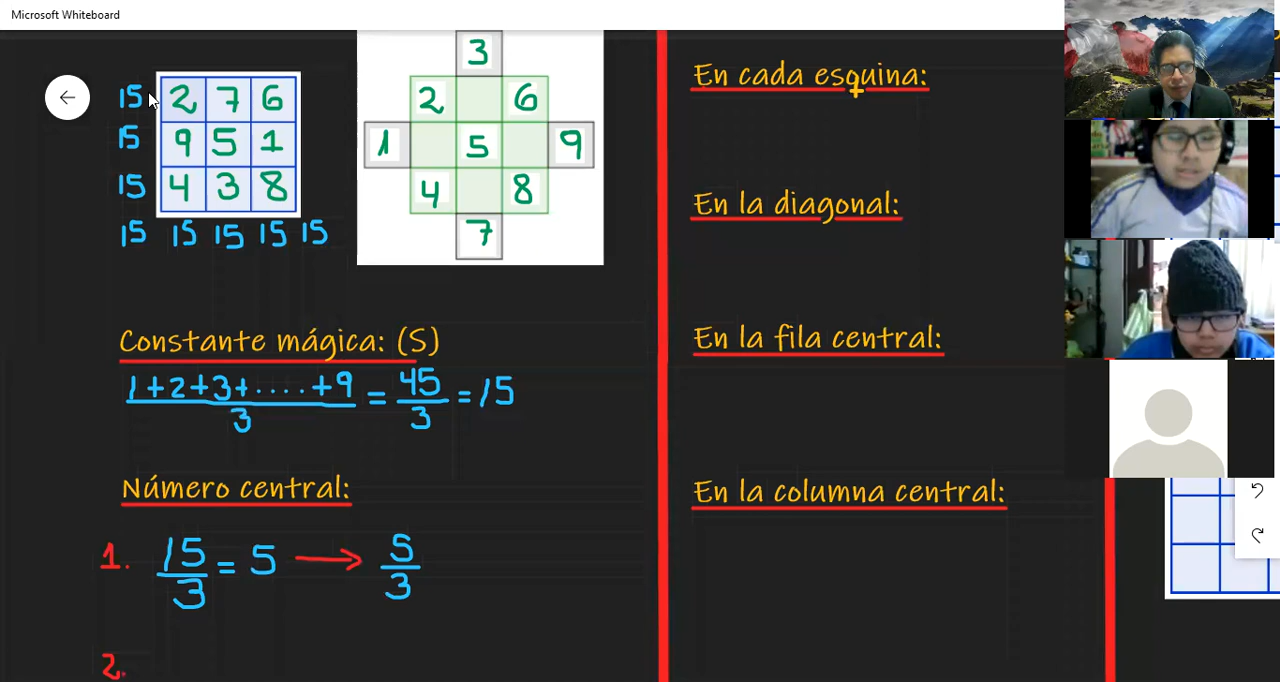 Microsoft Whiteboard
15 2 7 6
15 9 5 1
15 4 3 8
15 15 15 15 15
3
2 6
1 5 9
4 8
7
Constante mágica: (S)
1+2+3+.....+9 / 3 = 45 / 3 = 15
Número central:
1. 15 / 3 = 5 → S / 3
2.
En cada esquina:
En la diagonal:
En la fila central:
En la columna central: